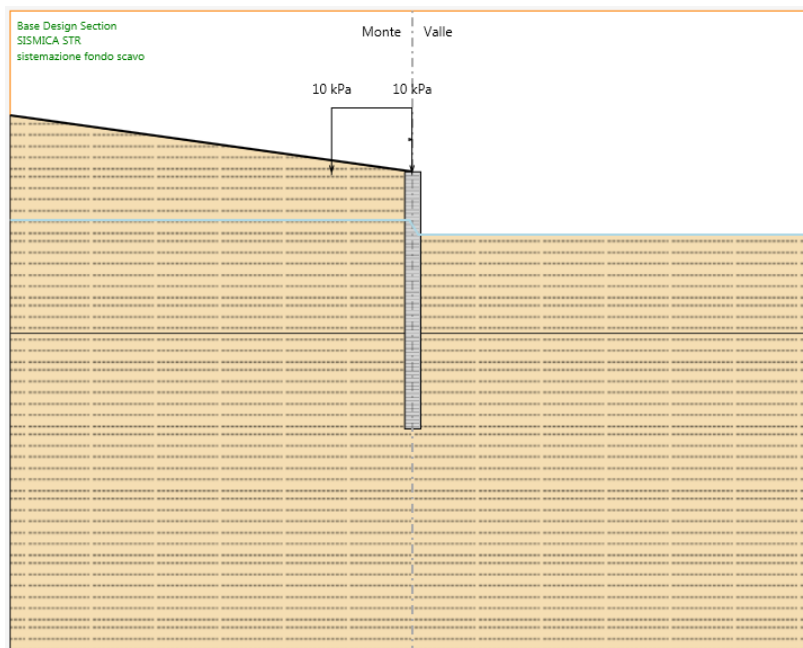 Base Design Section
SISMICA STR
sistemazione fondo scavo
Monte Valle
10 kPa 10 kPa